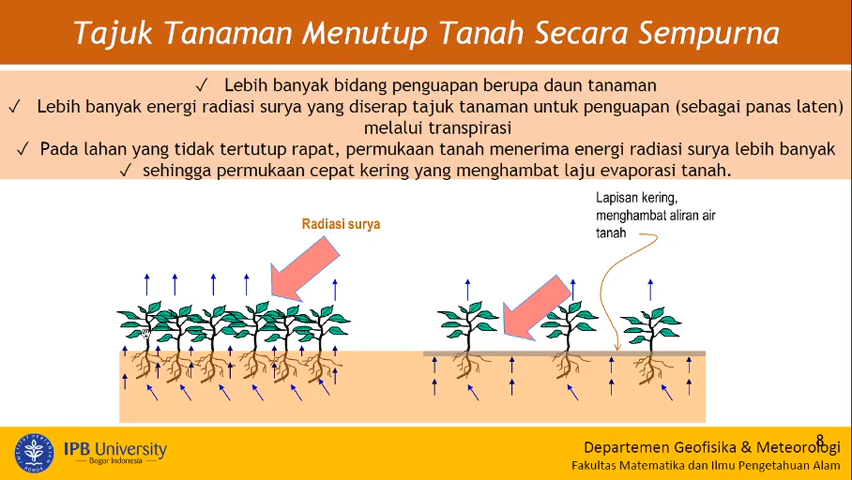 Tajuk Tanaman Menutup Tanah Secara Sempurna
✓ Lebih banyak bidang penguapan berupa daun tanaman
✓ Lebih banyak energi radiasi surya yang diserap tajuk tanaman untuk penguapan (sebagai panas laten)
melalui transpirasi
✓ Pada lahan yang tidak tertutup rapat, permukaan tanah menerima energi radiasi surya lebih banyak
✓ sehingga permukaan cepat kering yang menghambat laju evaporasi tanah.
Radiasi surya
Lapisan kering,
menghambat aliran air
tanah
IPB University
Bogor Indonesia
8
Departemen Geofisika & Meteorologi
Fakultas Matematika dan Ilmu Pengetahuan Alam